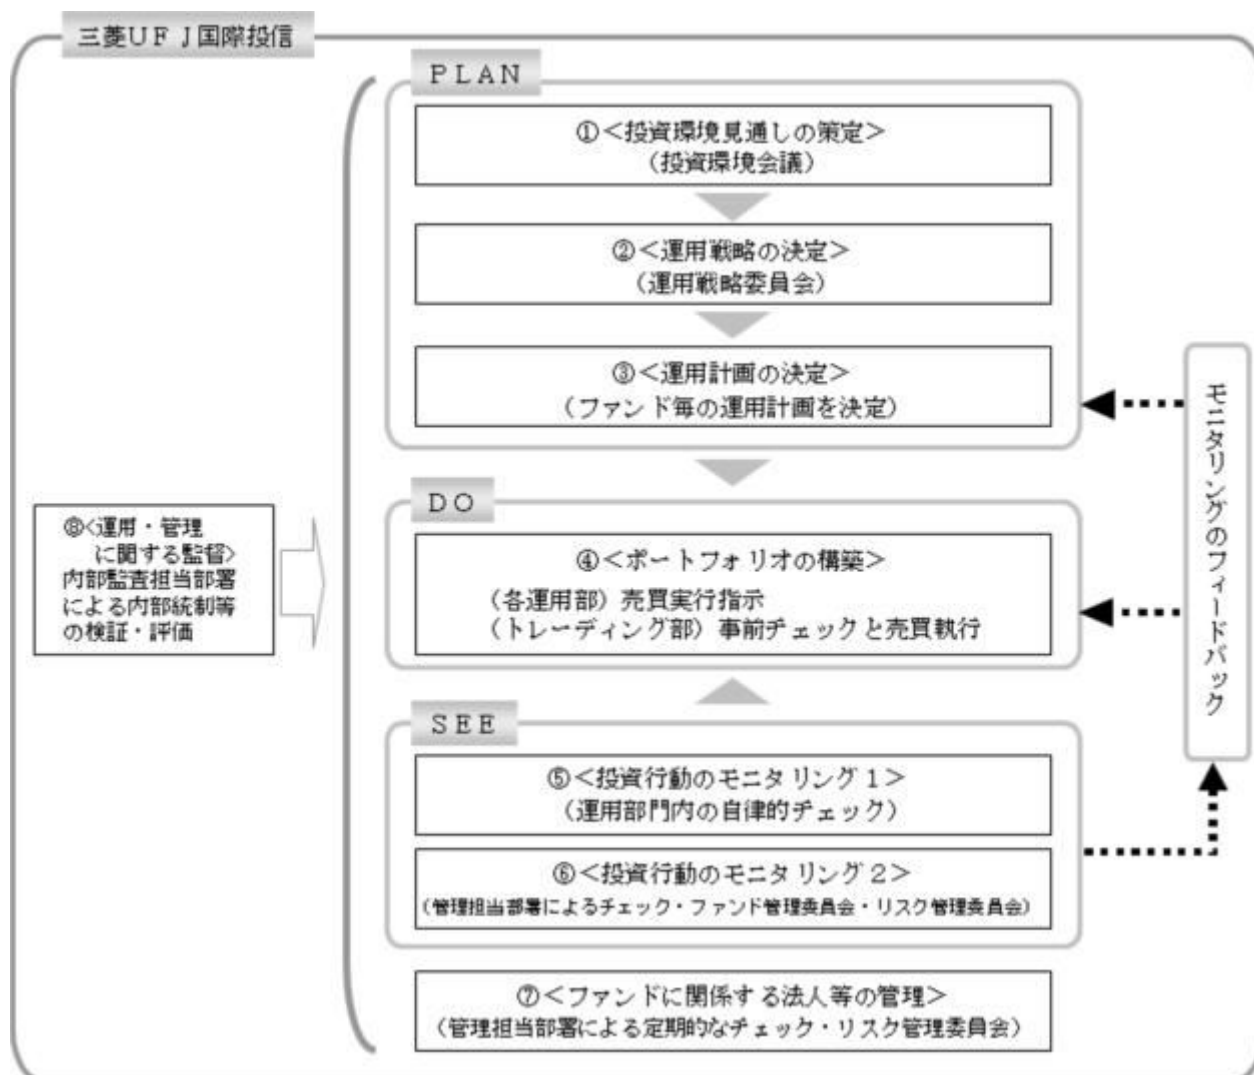 三菱UFJ国際投信
PLAN
①＜投資環境見通しの策定＞
（投資環境会議）
②＜運用戦略の決定＞
（運用戦略委員会）
③＜運用計画の決定＞
（ファンド毎の運用計画を決定）
DO
④＜ポートフォリオの構築＞
（各運用部）売買実行指示
（トレーディング部）事前チェックと売買執行
SEE
⑤＜投資行動のモニタリング１＞
（運用部門内の自律的チェック）
⑥＜投資行動のモニタリング２＞
（管理担当部署によるチェック・ファンド管理委員会・リスク管理委員会）
⑦＜ファンドに関係する法人等の管理＞
（管理担当部署による定期的なチェック・リスク管理委員会）
⑧＜運用・管理
に関する監督＞
内部監査担当部署
による内部統制等
の検証・評価
モニタリングのフィードバック